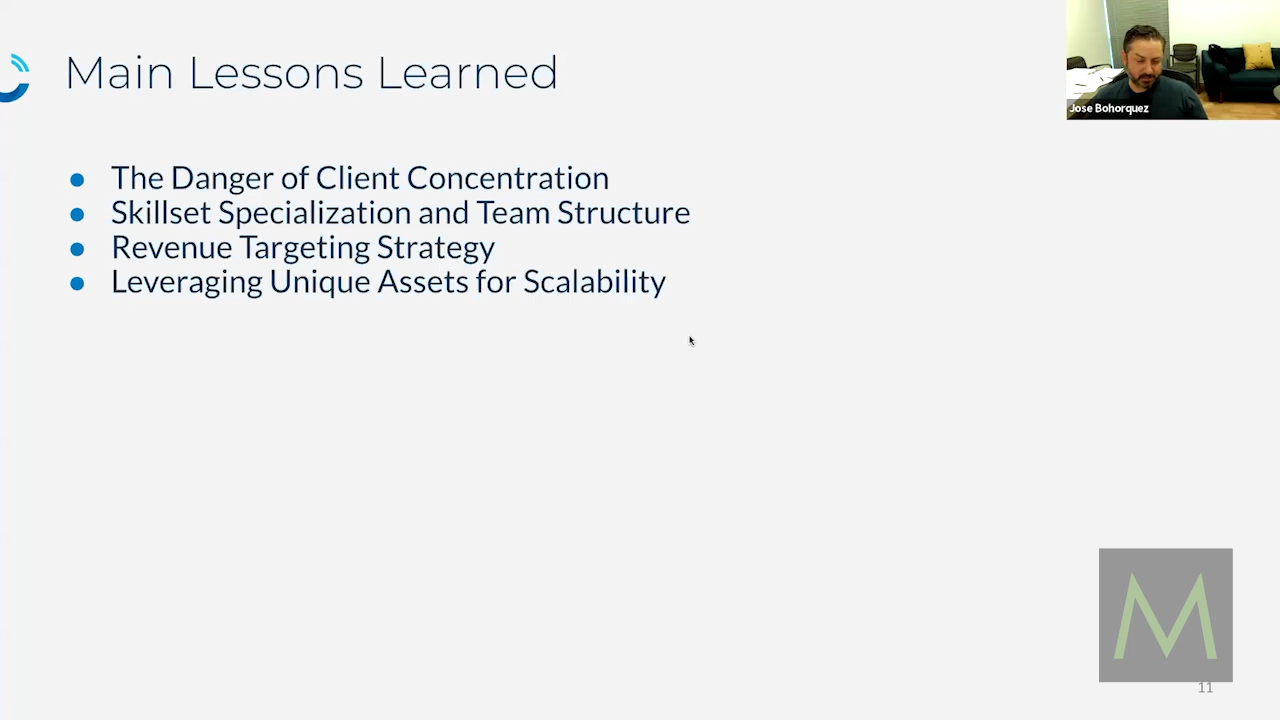 Main Lessons Learned
Jose Bohorquez
● The Danger of Client Concentration
● Skillset Specialization and Team Structure
● Revenue Targeting Strategy
● Leveraging Unique Assets for Scalability
M
11